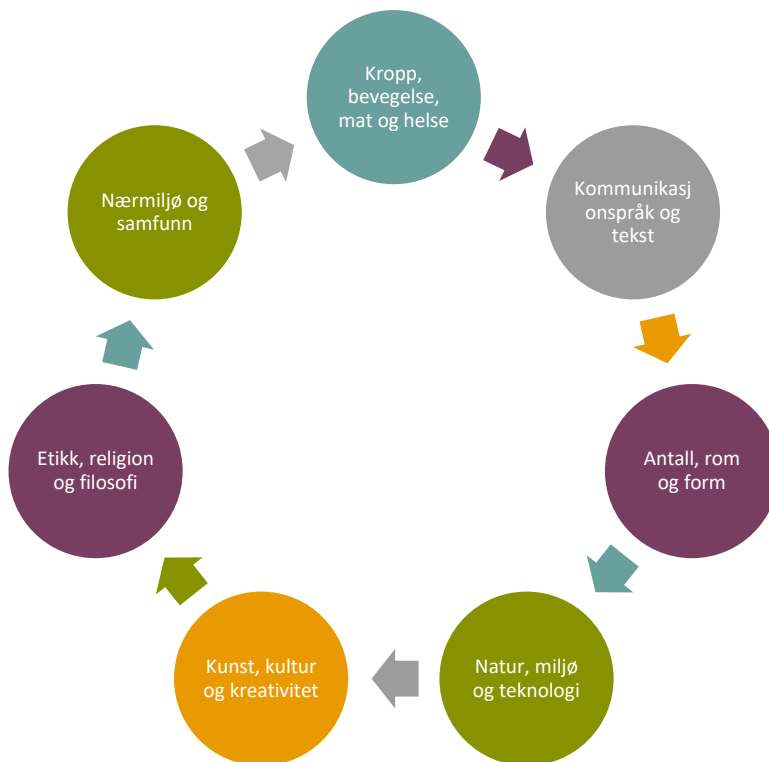 Kropp,
bevegelse,
mat og helse
Kommunikasj
onspråk og
tekst
Antall, rom
og form
Natur, miljø
og teknologi
Kunst, kultur
og kreativitet
Etikk, religion
og filosofi
Nærmiljø og
samfunn